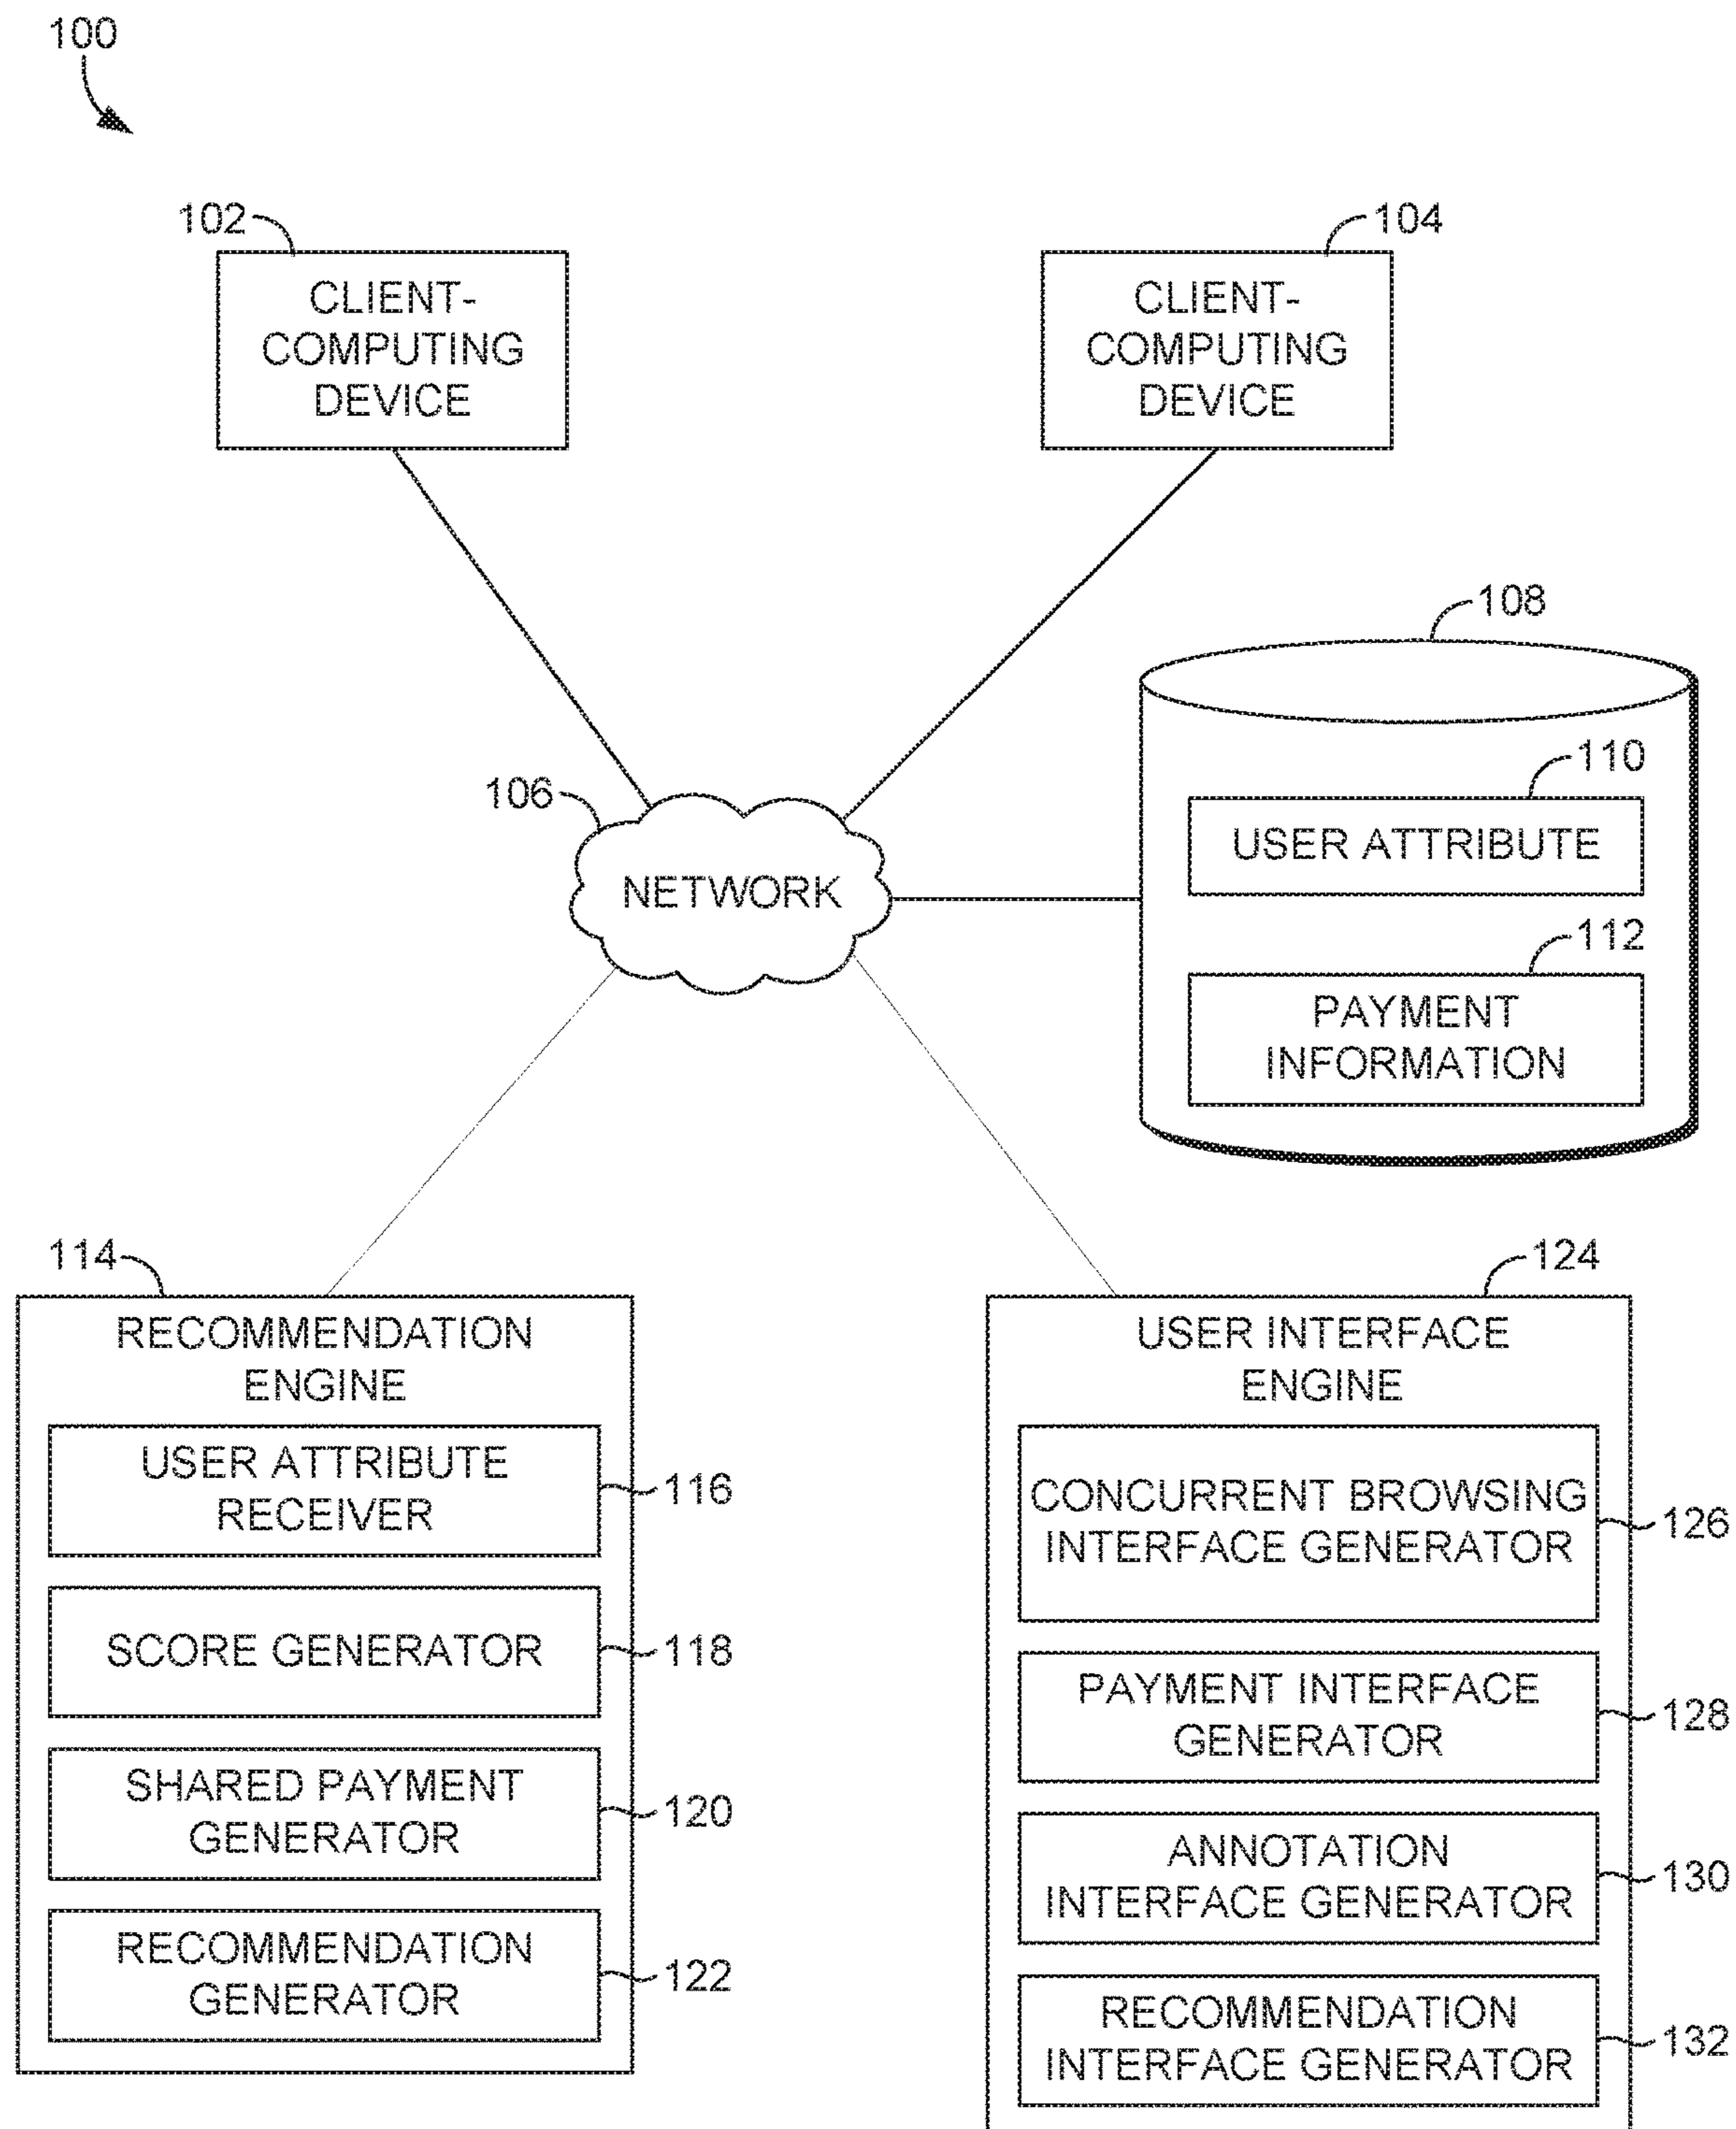 100
102
CLIENT-
COMPUTING
DEVICE
104
CLIENT-
COMPUTING
DEVICE
106
NETWORK
108
110
USER ATTRIBUTE
112
PAYMENT
INFORMATION
114
RECOMMENDATION
ENGINE
USER ATTRIBUTE
RECEIVER
116
SCORE GENERATOR
118
SHARED PAYMENT
GENERATOR
120
RECOMMENDATION
GENERATOR
122
124
USER INTERFACE
ENGINE
CONCURRENT BROWSING
INTERFACE GENERATOR
126
PAYMENT INTERFACE
GENERATOR
128
ANNOTATION
INTERFACE GENERATOR
130
RECOMMENDATION
INTERFACE GENERATOR
132